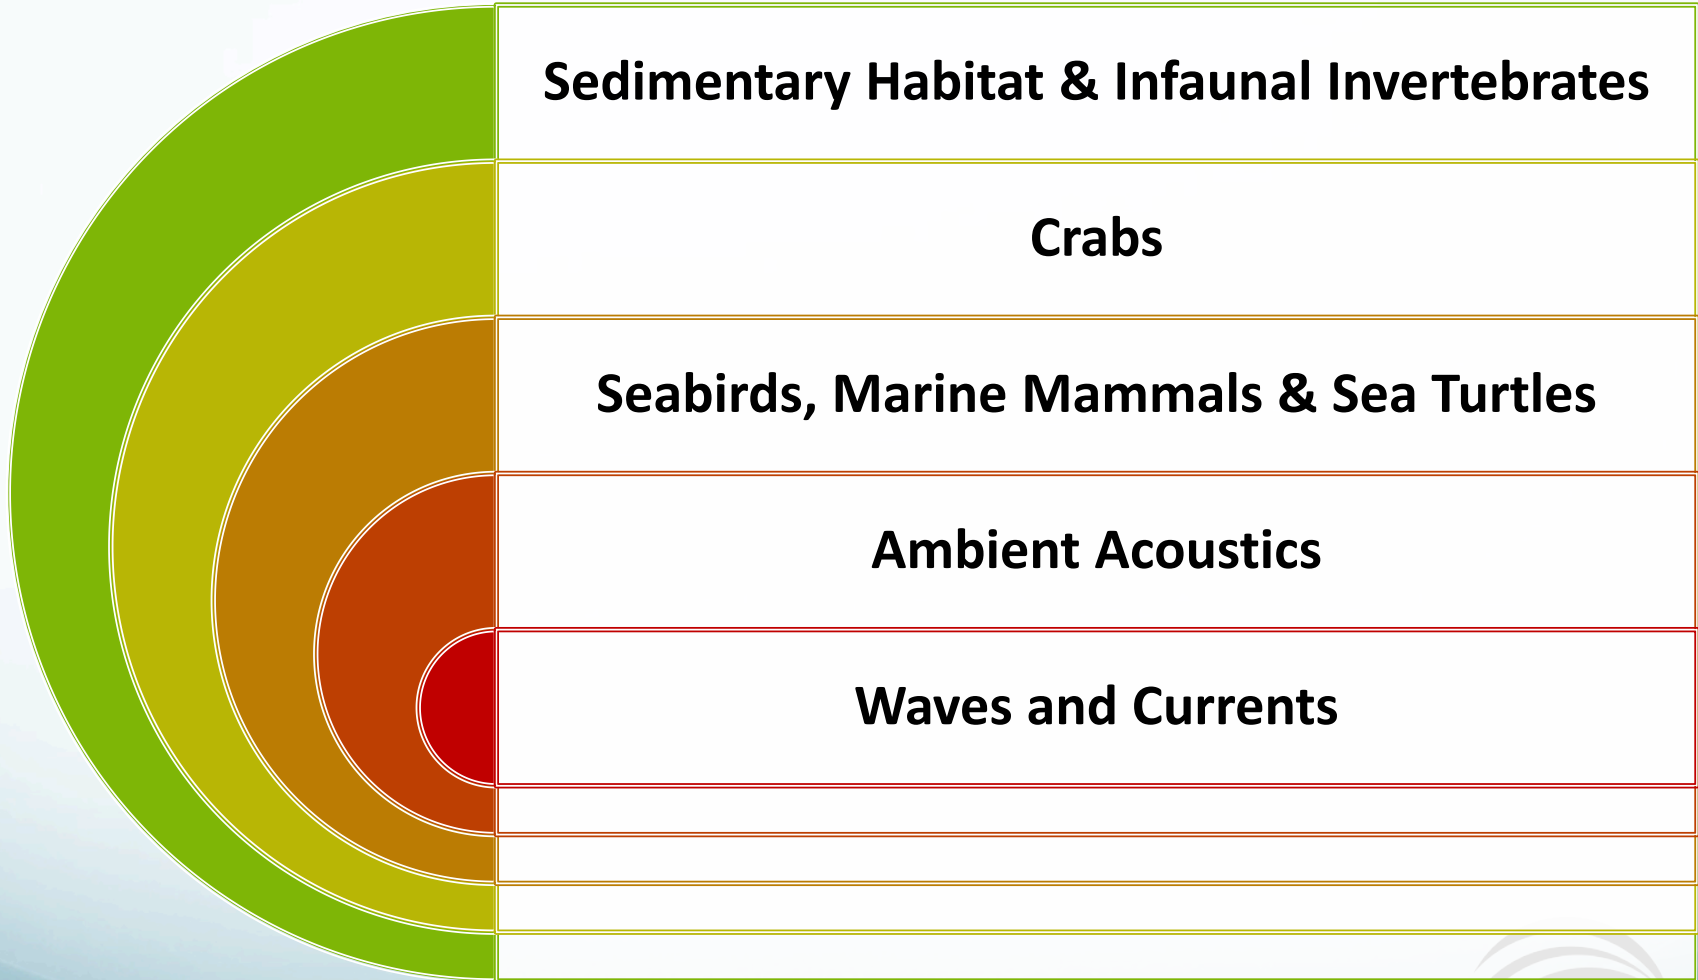 Sedimentary Habitat & Infaunal Invertebrates
Crabs
Seabirds, Marine Mammals & Sea Turtles
Ambient Acoustics
Waves and Currents